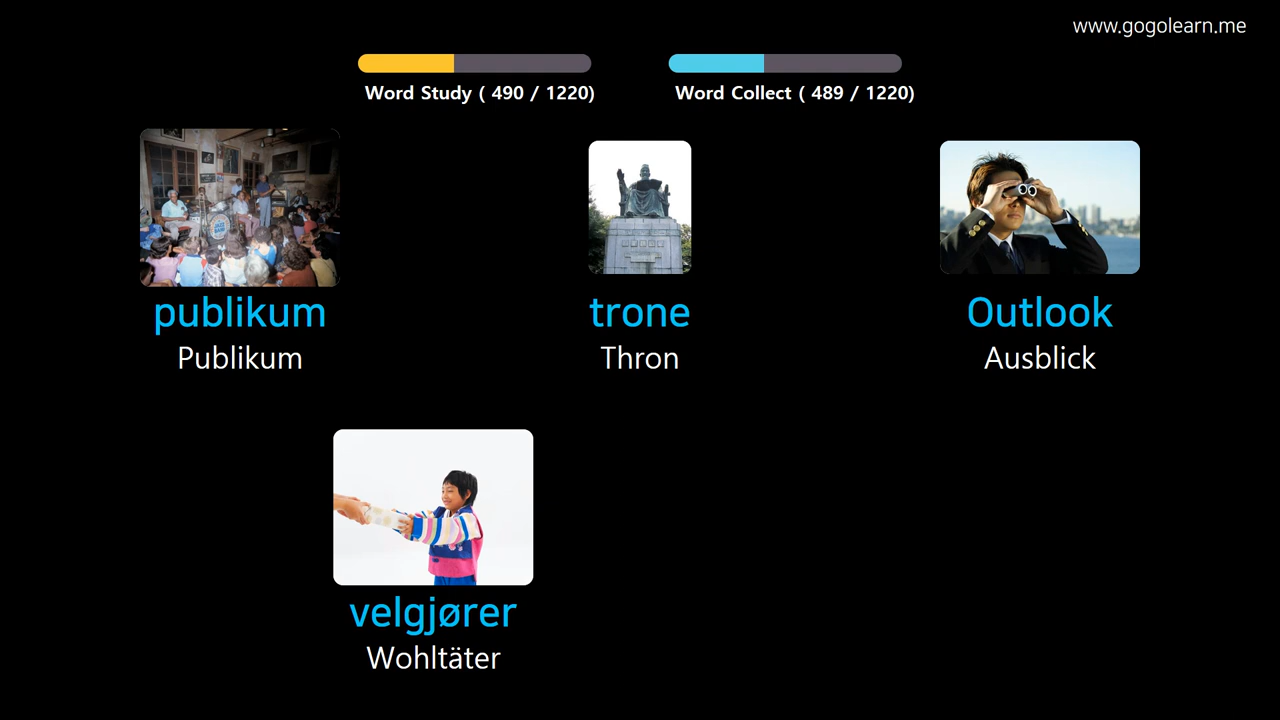 www.gogolearn.me
Word Study ( 490 / 1220)
Word Collect ( 489 / 1220)
publikum
Publikum
trone
Thron
Outlook
Ausblick
velgjører
Wohltäter